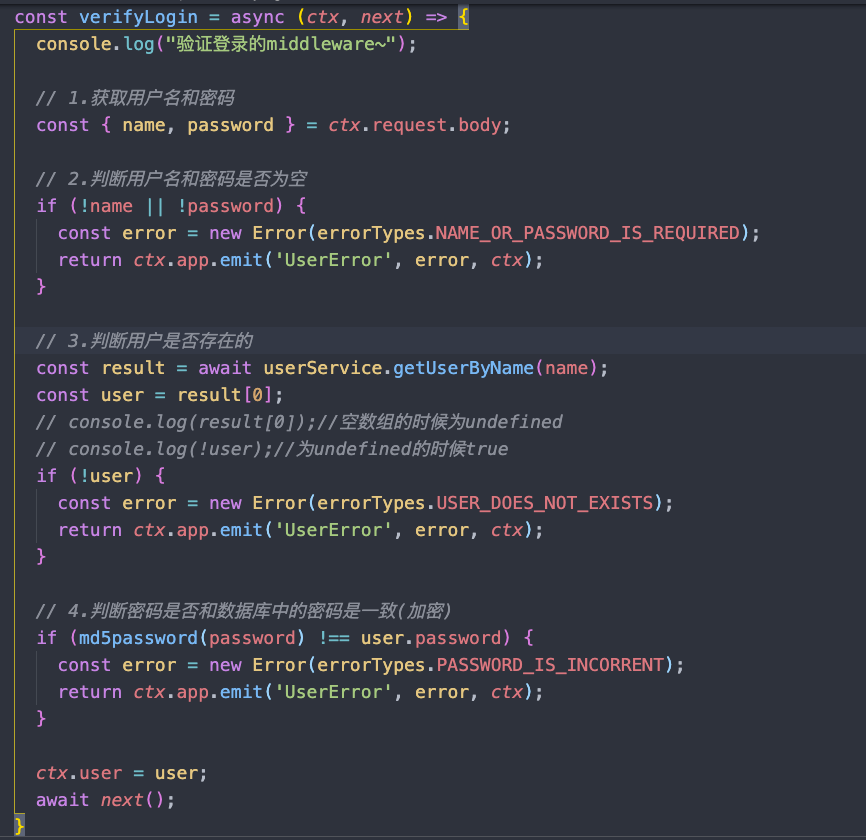 const verifyLogin = async (ctx, next) => {
  console.log("验证登录的middleware~");
  // 1.获取用户名和密码
  const { name, password } = ctx.request.body;
  // 2.判断用户名和密码是否为空
  if (!name || !password) {
    const error = new Error(errorTypes.NAME_OR_PASSWORD_IS_REQUIRED);
    return ctx.app.emit('UserError', error, ctx);
  }
  // 3.判断用户是否存在的
  const result = await userService.getUserByName(name);
  const user = result[0];
  // console.log(result[0]);//空数组的时候为undefined
  // console.log(!user);//为undefined的时候true
  if (!user) {
    const error = new Error(errorTypes.USER_DOES_NOT_EXISTS);
    return ctx.app.emit('UserError', error, ctx);
  }
  // 4.判断密码是否和数据库中的密码是一致(加密)
  if (md5password(password) !== user.password) {
    const error = new Error(errorTypes.PASSWORD_IS_INCORRENT);
    return ctx.app.emit('UserError', error, ctx);
  }
  ctx.user = user;
  await next();
}